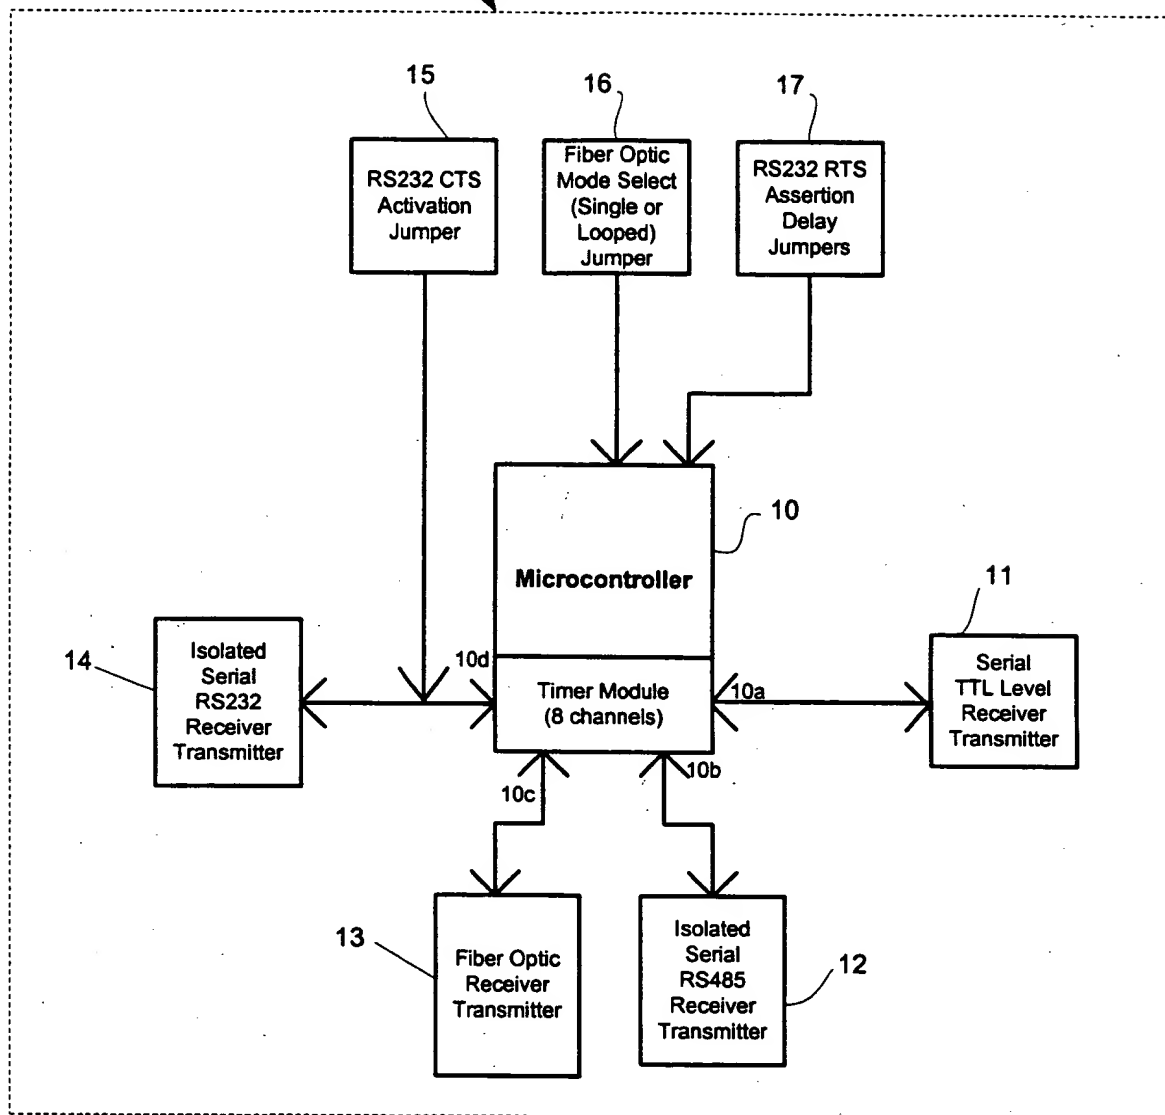 15
16
17
RS232 CTS
Activation
Jumper
Fiber Optic
Mode Select
(Single or
Looped)
Jumper
RS232 RTS
Assertion
Delay
Jumpers
10
Microcontroller
11
14
Isolated
Serial
RS232
Receiver
Transmitter
10d
Timer Module
(8 channels)
10a
Serial
TTL Level
Receiver
Transmitter
10c
10b
13
Fiber Optic
Receiver
Transmitter
Isolated
Serial
RS485
Receiver
Transmitter
12